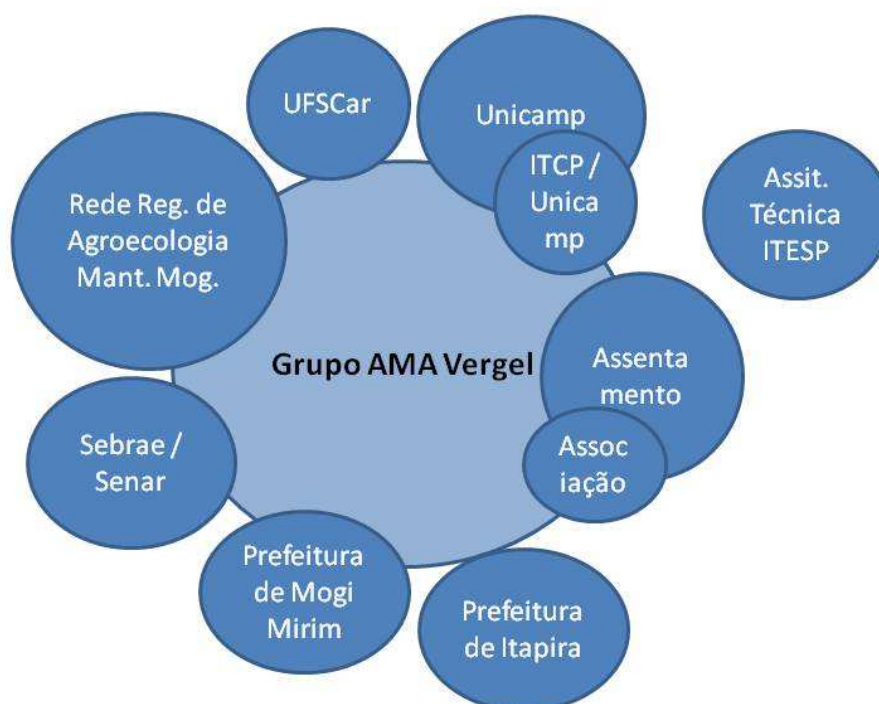 UFSCar
Unicamp
ITCP /
Unica
mp
Assit.
Técnica
ITESP
Rede Reg. de
Agroecologia
Mant. Mog.
Grupo AMA Vergel
Assenta
mento
Assoc
iação
Sebrae /
Senar
Prefeitura
de Mogi
Mirim
Prefeitura
de Itapira